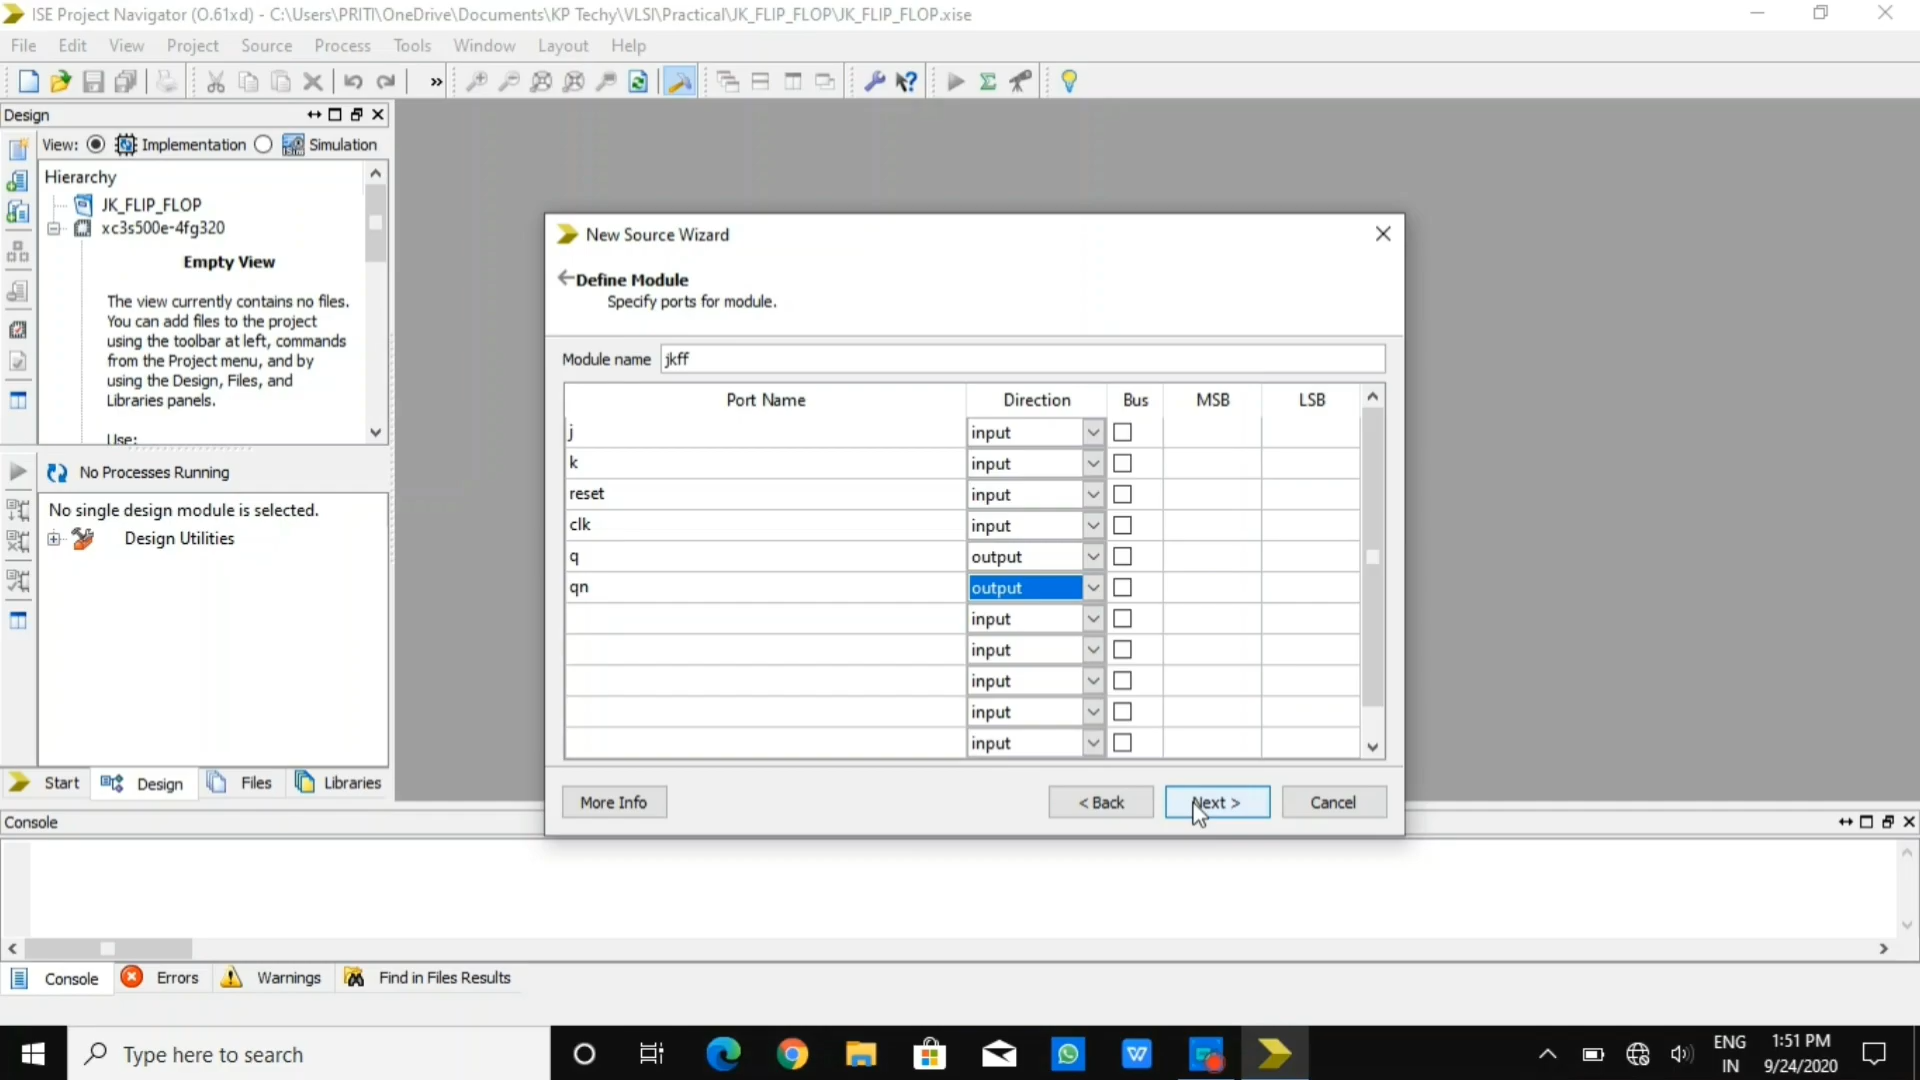 ISE Project Navigator (O.61xd) - C:\Users\PRITI\OneDrive\Documents\KP Techy\VLSI\Practical\JK_FLIP_FLOP\JK_FLIP_FLOP.xise
File Edit View Project Source Process Tools Window Layout Help
»
Design
View: Implementation Simulation
Hierarchy
JK_FLIP_FLOP
xc3s500e-4fg320
Empty View
The view currently contains no files.
You can add files to the project
using the toolbar at left, commands
from the Project menu, and by
using the Design, Files, and
Libraries panels.
Use:
No Processes Running
No single design module is selected.
Design Utilities
Start Design Files Libraries
New Source Wizard
Define Module
Specify ports for module.
Module name jkff
Port Name Direction Bus MSB LSB
j input
k input
reset input
clk input
q output
qn output
input
input
input
input
input
More Info < Back Next > Cancel
Console
Console Errors Warnings Find in Files Results
Type here to search
ENG 1:51 PM
IN 9/24/2020